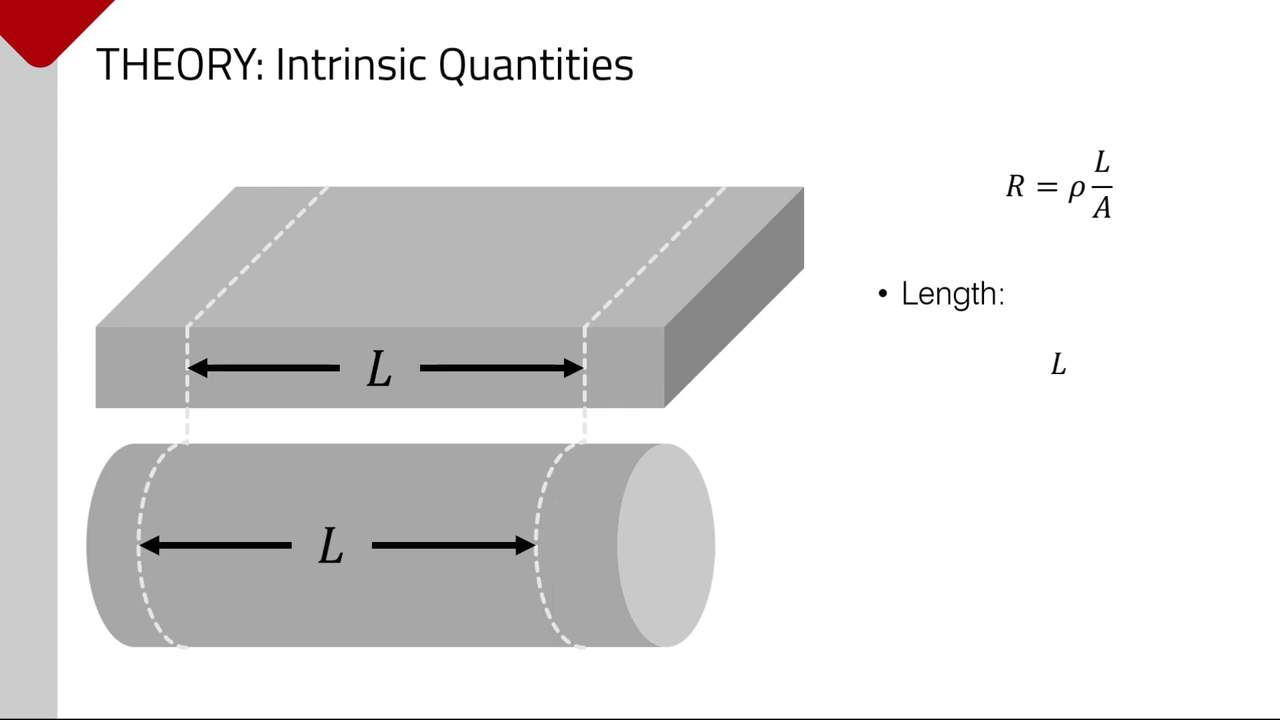 THEORY: Intrinsic Quantities
R = ρ L/A
• Length:
L
L
L